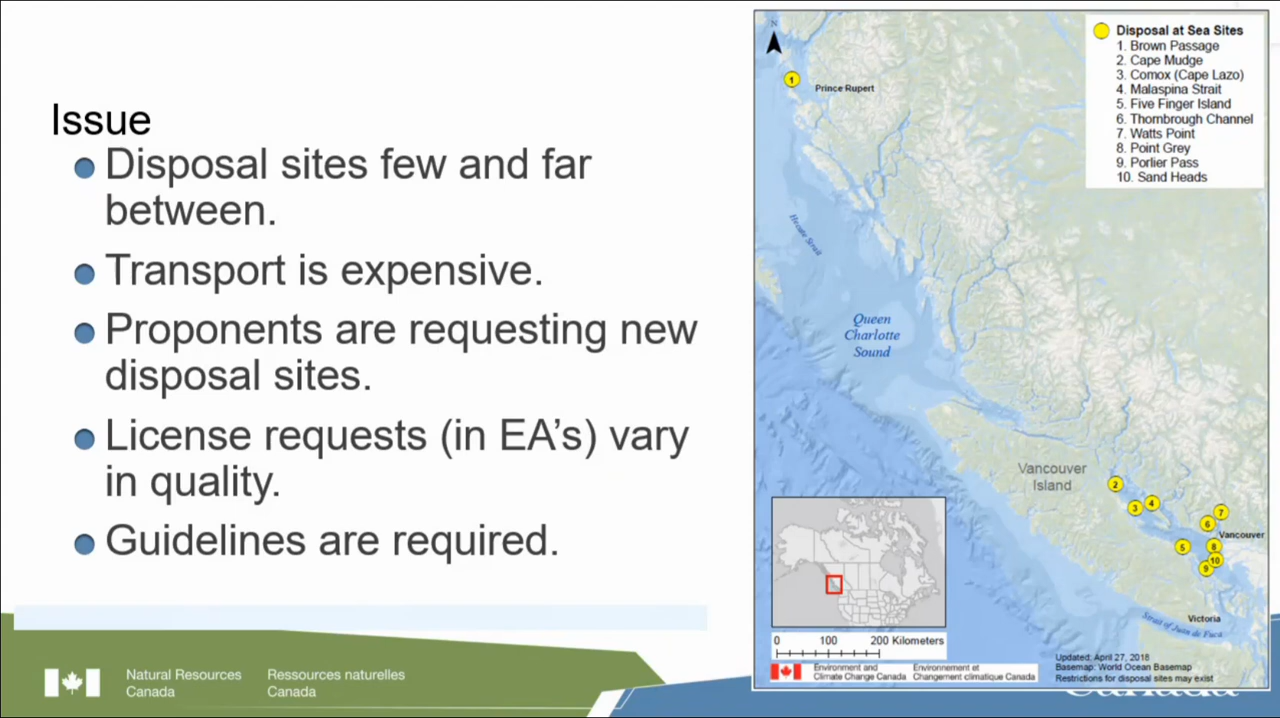 Issue
Disposal sites few and far
between.
Transport is expensive.
Proponents are requesting new
disposal sites.
License requests (in EA's) vary
in quality.
Guidelines are required.
Natural Resources
Canada
Ressources naturelles
Canada
N
Disposal at Sea Sites
1. Brown Passage
2. Cape Mudge
3. Comox (Cape Lazo)
4. Malaspina Strait
5. Five Finger Island
6. Thornbrough Channel
7. Watts Point
8. Point Grey
9. Porlier Pass
10. Sand Heads
1
Prince Rupert
Hecate Strait
Queen
Charlotte
Sound
Vancouver
Island
2
3
4
7
6
Vancouver
5
8
10
9
Victoria
Strait of Juan de Fuca
0 100 200 Kilometers
Environment and
Climate Change Canada
Environnement et
Changement climatique Canada
Updated: April 27, 2018
Basemap: World Ocean Basemap
Restrictions for disposal sites may exist
Canada